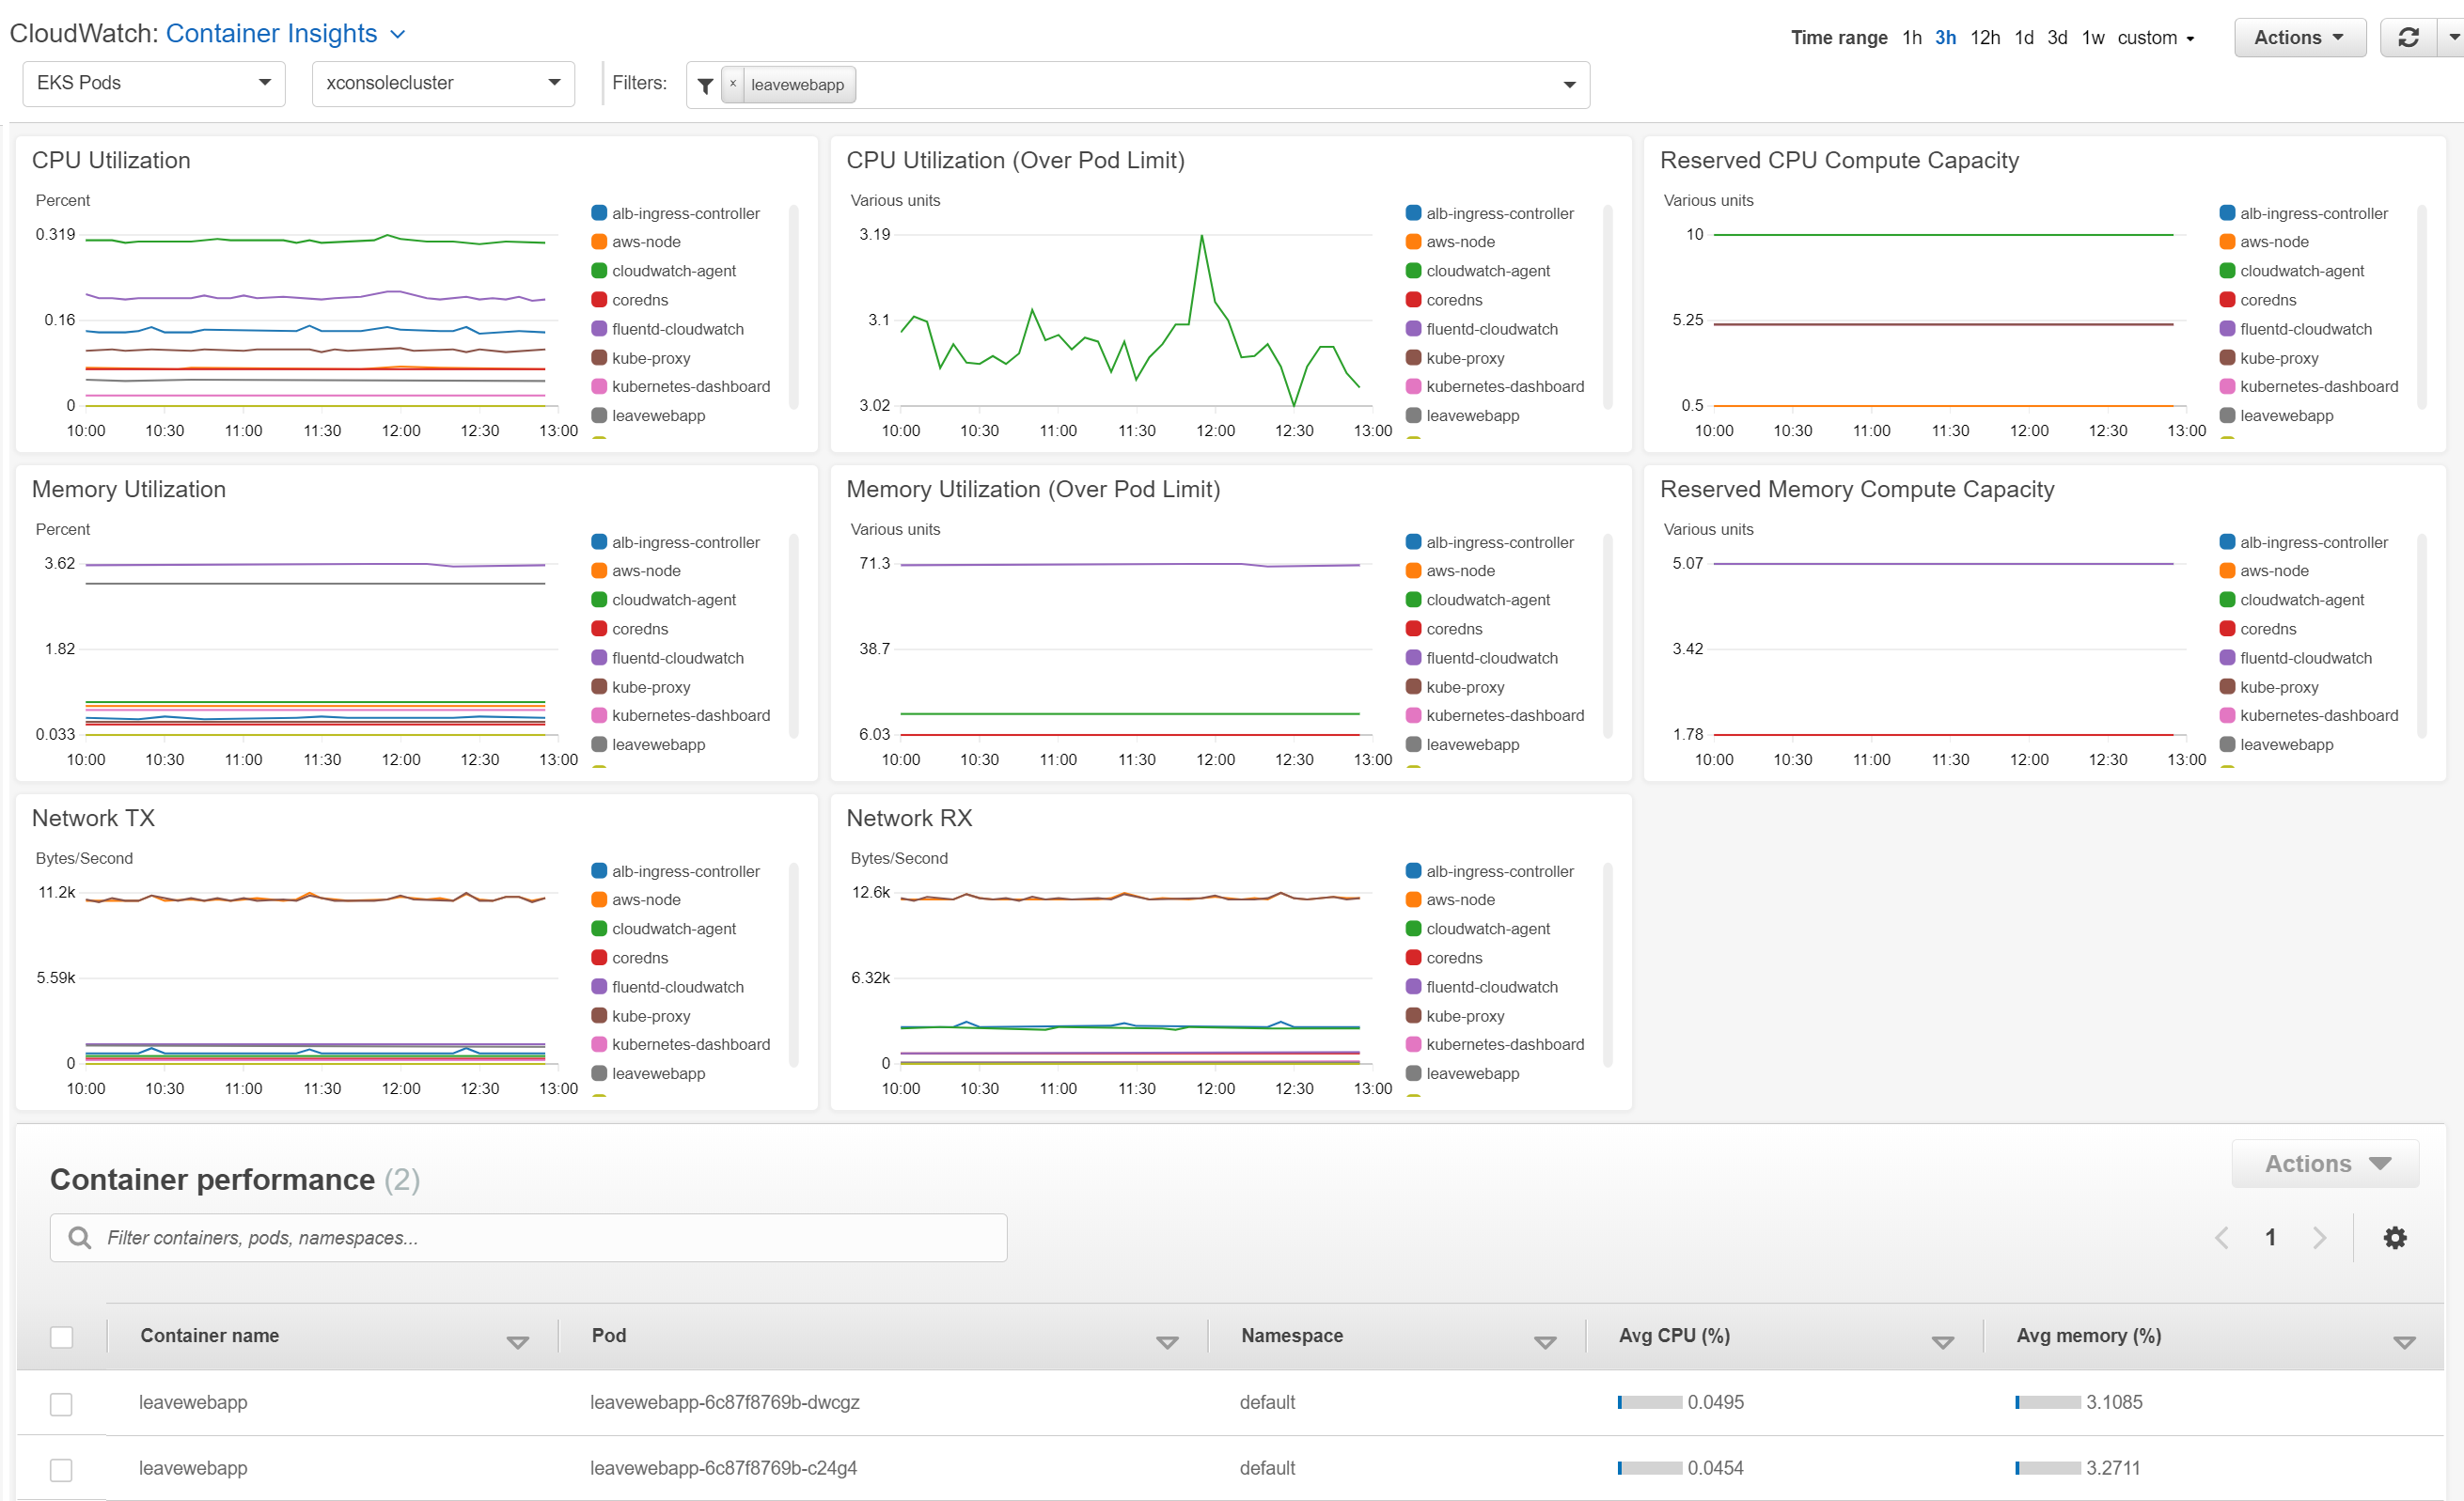 CloudWatch: Container Insights
Time range 1h 3h 12h 1d 3d 1w custom
Actions
EKS Pods
xconsolecluster
Filters:
× leavewebapp
CPU Utilization
Percent
0.319
0.16
0
10:00 10:30 11:00 11:30 12:00 12:30 13:00
alb-ingress-controller
aws-node
cloudwatch-agent
coredns
fluentd-cloudwatch
kube-proxy
kubernetes-dashboard
leavewebapp
CPU Utilization (Over Pod Limit)
Various units
3.19
3.1
3.02
10:00 10:30 11:00 11:30 12:00 12:30 13:00
alb-ingress-controller
aws-node
cloudwatch-agent
coredns
fluentd-cloudwatch
kube-proxy
kubernetes-dashboard
leavewebapp
Reserved CPU Compute Capacity
Various units
10
5.25
0.5
10:00 10:30 11:00 11:30 12:00 12:30 13:00
alb-ingress-controller
aws-node
cloudwatch-agent
coredns
fluentd-cloudwatch
kube-proxy
kubernetes-dashboard
leavewebapp
Memory Utilization
Percent
3.62
1.82
0.033
10:00 10:30 11:00 11:30 12:00 12:30 13:00
alb-ingress-controller
aws-node
cloudwatch-agent
coredns
fluentd-cloudwatch
kube-proxy
kubernetes-dashboard
leavewebapp
Memory Utilization (Over Pod Limit)
Various units
71.3
38.7
6.03
10:00 10:30 11:00 11:30 12:00 12:30 13:00
alb-ingress-controller
aws-node
cloudwatch-agent
coredns
fluentd-cloudwatch
kube-proxy
kubernetes-dashboard
leavewebapp
Reserved Memory Compute Capacity
Various units
5.07
3.42
1.78
10:00 10:30 11:00 11:30 12:00 12:30 13:00
alb-ingress-controller
aws-node
cloudwatch-agent
coredns
fluentd-cloudwatch
kube-proxy
kubernetes-dashboard
leavewebapp
Network TX
Bytes/Second
11.2k
5.59k
0
10:00 10:30 11:00 11:30 12:00 12:30 13:00
alb-ingress-controller
aws-node
cloudwatch-agent
coredns
fluentd-cloudwatch
kube-proxy
kubernetes-dashboard
leavewebapp
Network RX
Bytes/Second
12.6k
6.32k
0
10:00 10:30 11:00 11:30 12:00 12:30 13:00
alb-ingress-controller
aws-node
cloudwatch-agent
coredns
fluentd-cloudwatch
kube-proxy
kubernetes-dashboard
leavewebapp
Container performance (2)
Actions
Filter containers, pods, namespaces...
1
Container name Pod Namespace Avg CPU (%) Avg memory (%)
leavewebapp leavewebapp-6c87f8769b-dwcgz default 0.0495 3.1085
leavewebapp leavewebapp-6c87f8769b-c24g4 default 0.0454 3.2711